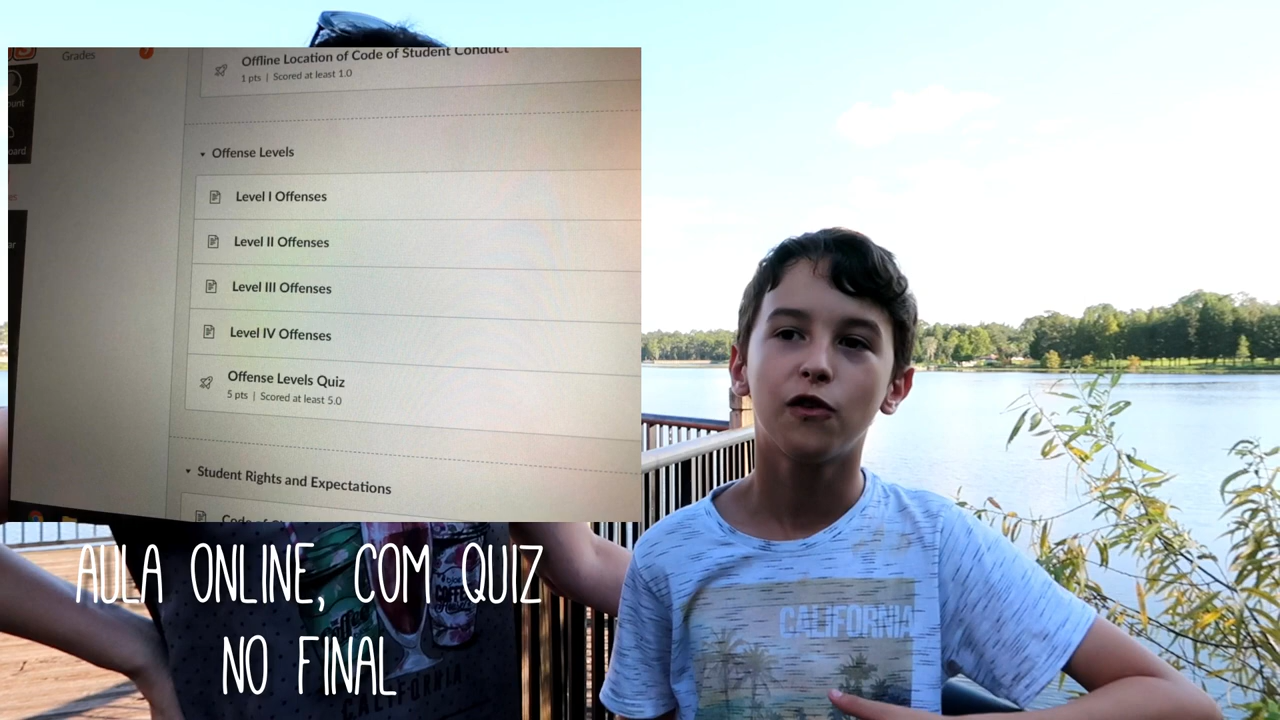 Grades
Offline Location of Code of Student Conduct
1 pts | Scored at least 1.0
Offense Levels
Level I Offenses
Level II Offenses
Level III Offenses
Level IV Offenses
Offense Levels Quiz
5 pts | Scored at least 5.0
Student Rights and Expectations
AULA ONLINE, COM QUIZ
NO FINAL
CALIFORNIA
CALIFORNIA